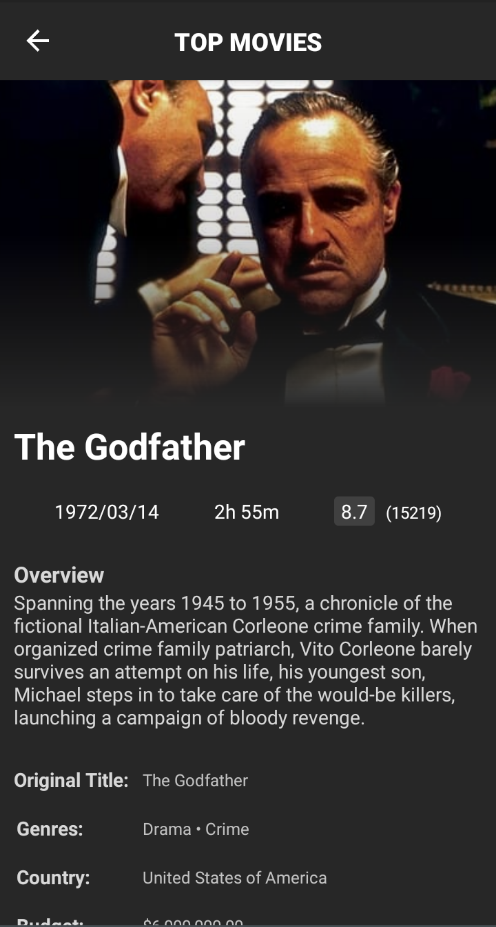 TOP MOVIES
The Godfather
1972/03/14 2h 55m 8.7 (15219)
Overview
Spanning the years 1945 to 1955, a chronicle of the
fictional Italian-American Corleone crime family. When
organized crime family patriarch, Vito Corleone barely
survives an attempt on his life, his youngest son,
Michael steps in to take care of the would-be killers,
launching a campaign of bloody revenge.
Original Title: The Godfather
Genres: Drama • Crime
Country: United States of America
Budget: $6,000,000.00